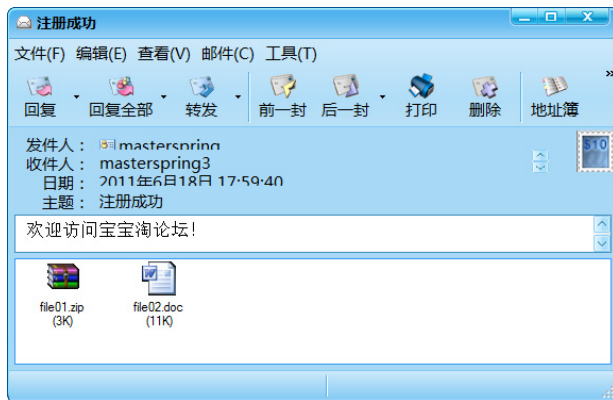 注册成功
文件(F) 编辑(E) 查看(V) 邮件(C) 工具(T)
回复 回复全部 转发 前一封 后一封 打印 删除 地址簿 »
发件人： masterspring
收件人： masterspring3
日期： 2011年6月18日 17:59:40
主题： 注册成功
510
欢迎访问宝宝淘论坛!
file01.zip file02.doc
(3K) (11K)